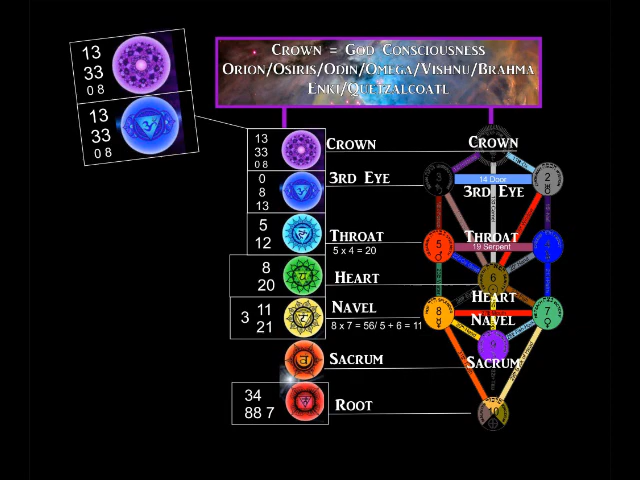 13
33
0 8
13
33
0 8
CROWN = GOD CONSCIOUSNESS
ORION/OSIRIS/ODIN/OMEGA/VISHNU/BRAHMA
ENKI/QUETZALCOATL
13
33
0 8
CROWN
CROWN
0
8
13
3RD EYE
3
14 Door
2
3RD EYE
5
12
THROAT
5 x 4 = 20
5
THROAT
19 Serpent
4
8
20
HEART
6
HEART
3
11
21
NAVEL
8 x 7 = 56/ 5 + 6 = 11
8
NAVEL
7
SACRUM
9
SACRUM
34
88 7
ROOT
10